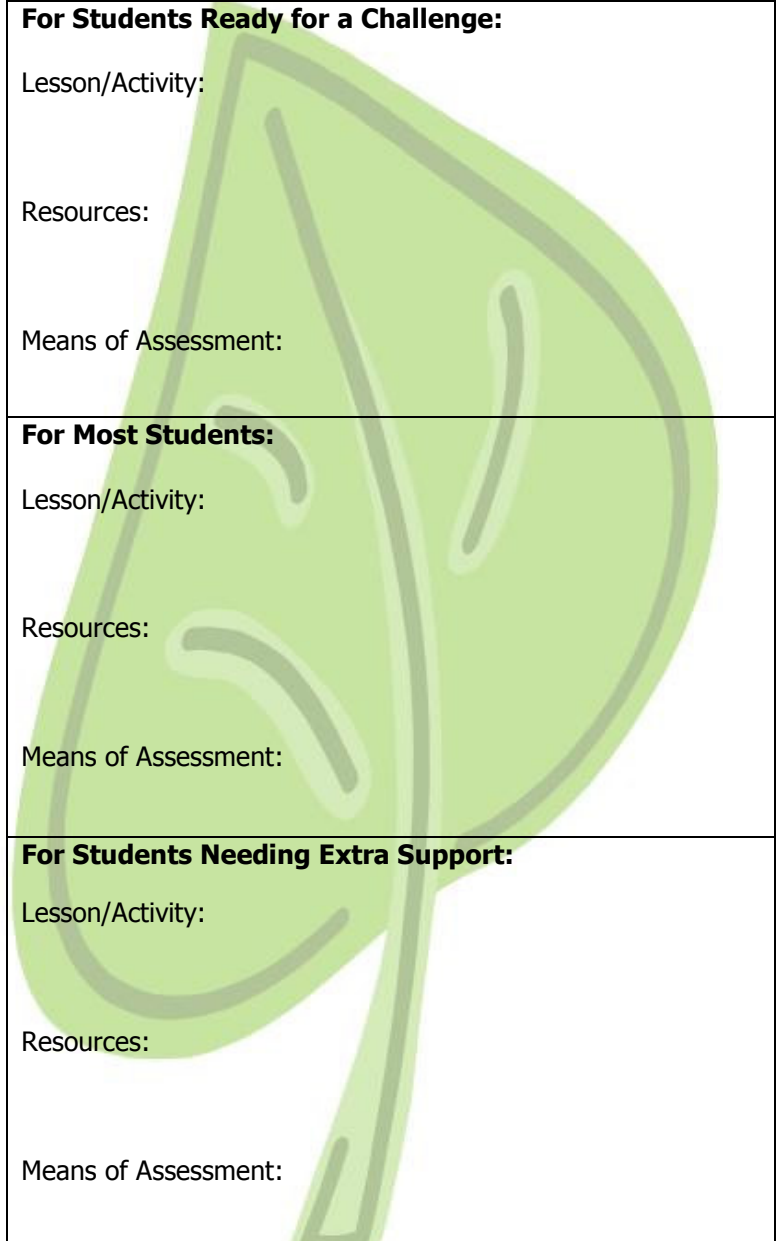 For Students Ready for a Challenge:
Lesson/Activity:
Resources:
Means of Assessment:
For Most Students:
Lesson/Activity:
Resources:
Means of Assessment:
For Students Needing Extra Support:
Lesson/Activity:
Resources:
Means of Assessment: